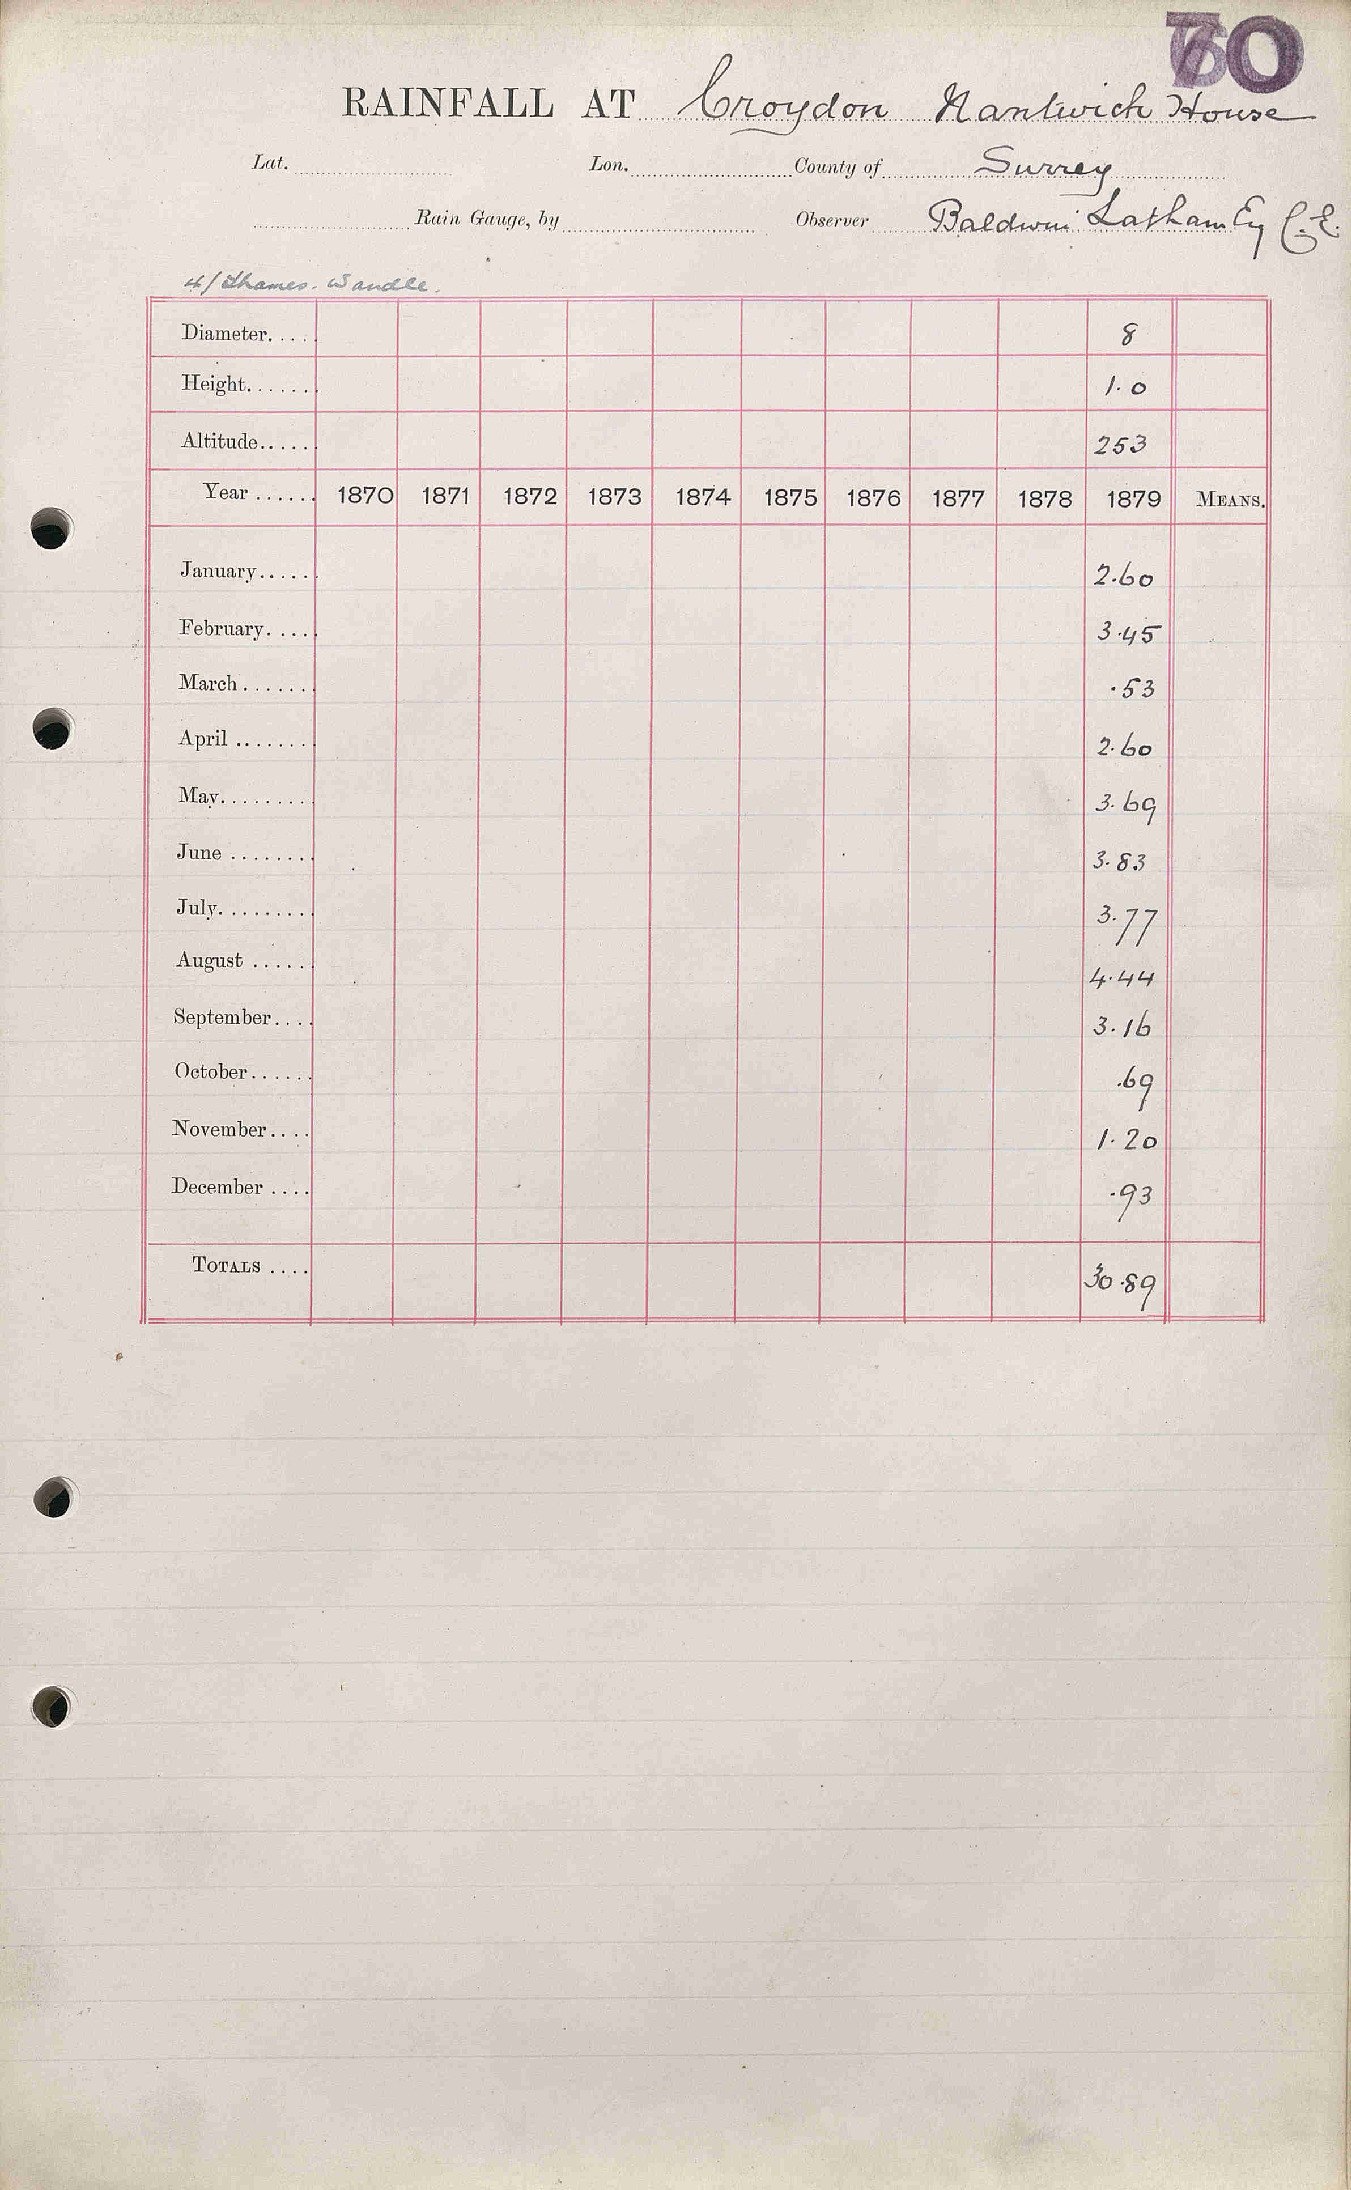 70
RAINFALL AT Croydon Nantwich House
Lat. Lon. County of Surrey
Rain Gauge, by Observer Baldwin Latham Esq C.E.
4/ Thames. Wandle.
Diameter..... 8
Height....... 1.0
Altitude...... 253
Year ...... 1870 1871 1872 1873 1874 1875 1876 1877 1878 1879 MEANS.
January...... 2.60
February..... 3.45
March....... .53
April ........ 2.60
May......... 3.69
June ........ 3.83
July......... 3.77
August ...... 4.44
September.... 3.16
October...... .69
November.... 1.20
December .... .93
TOTALS .... 30.89